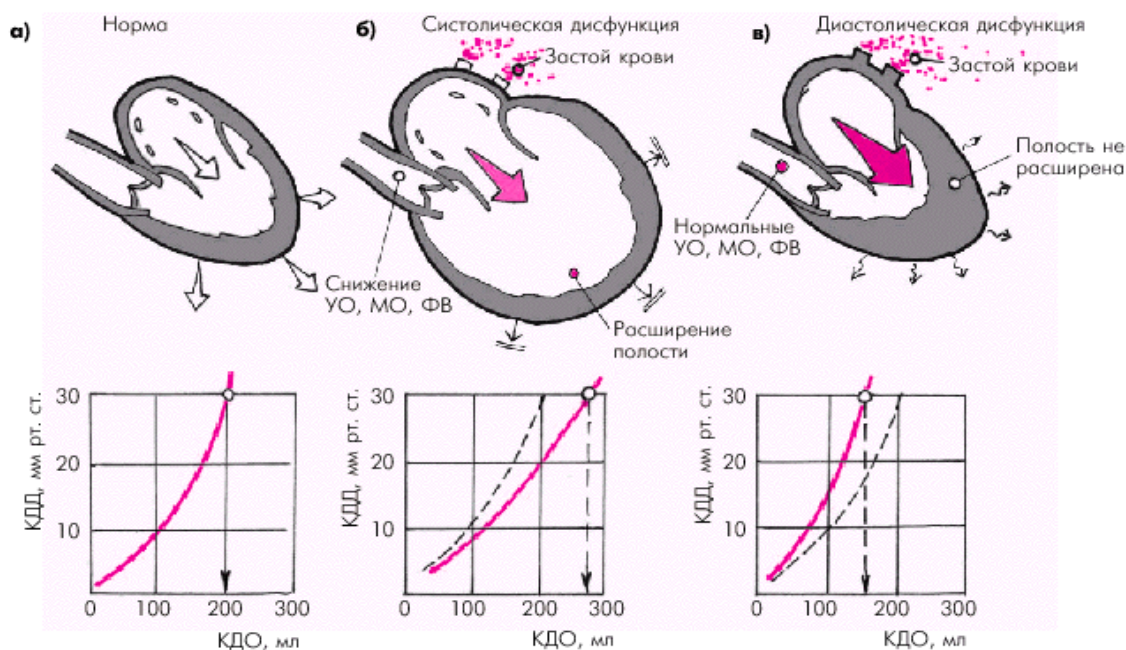 а)
Норма
б)
Систолическая дисфункция
Застой крови
Снижение
УО, МО, ФВ
Расширение
полости
в)
Диастолическая дисфункция
Застой крови
Полость не
расширена
Нормальные
УО, МО, ФВ
КДД, мм рт. ст.
30
20
10
0 100 200 300
КДО, мл
КДД, мм рт. ст.
30
20
10
0 100 200 300
КДО, мл
КДД, мм рт. ст.
30
20
10
0 100 200 300
КДО, мл